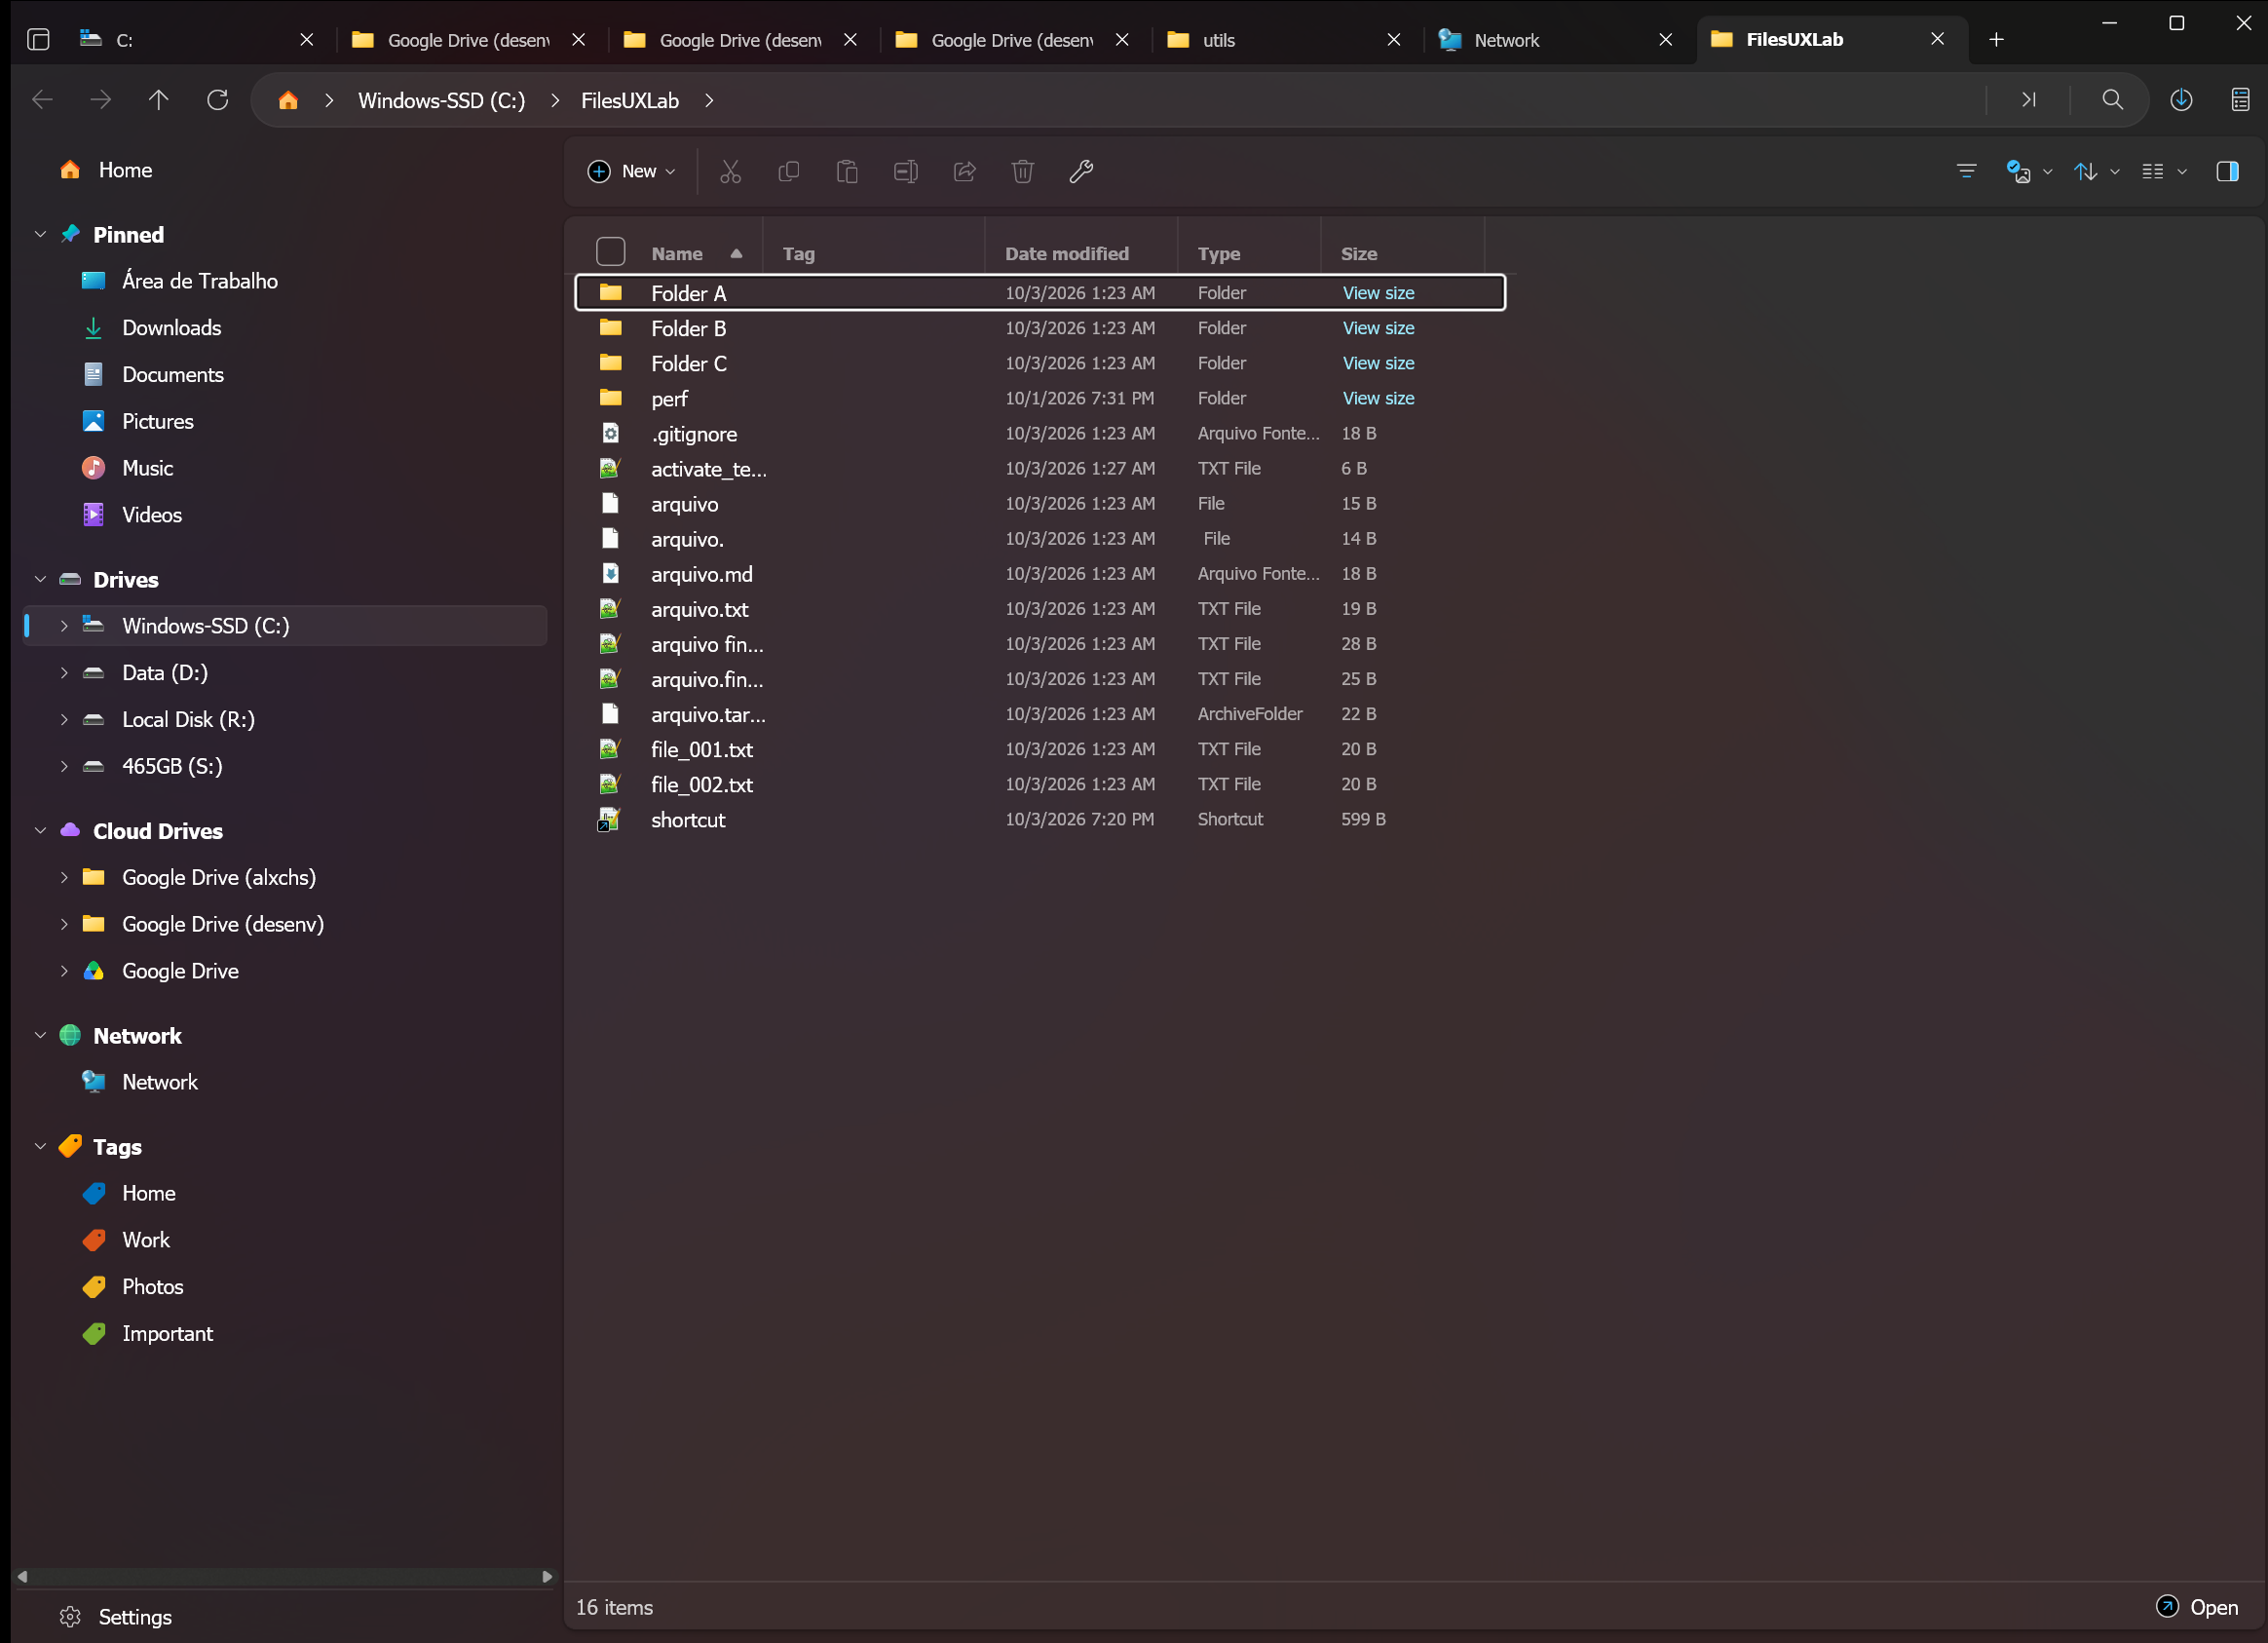 C:
Google Drive (desen
Google Drive (desen
Google Drive (desen
utils
Network
FilesUXLab
Windows-SSD (C:)
FilesUXLab
Home
Pinned
Área de Trabalho
Downloads
Documents
Pictures
Music
Videos
Drives
Windows-SSD (C:)
Data (D:)
Local Disk (R:)
465GB (S:)
Cloud Drives
Google Drive (alxchs)
Google Drive (desenv)
Google Drive
Network
Network
Tags
Home
Work
Photos
Important
Settings
New
Name Tag Date modified Type Size
Folder A 10/3/2026 1:23 AM Folder View size
Folder B 10/3/2026 1:23 AM Folder View size
Folder C 10/3/2026 1:23 AM Folder View size
perf 10/1/2026 7:31 PM Folder View size
.gitignore 10/3/2026 1:23 AM Arquivo Fonte... 18 B
activate_te... 10/3/2026 1:27 AM TXT File 6 B
arquivo 10/3/2026 1:23 AM File 15 B
arquivo. 10/3/2026 1:23 AM File 14 B
arquivo.md 10/3/2026 1:23 AM Arquivo Fonte... 18 B
arquivo.txt 10/3/2026 1:23 AM TXT File 19 B
arquivo fin... 10/3/2026 1:23 AM TXT File 28 B
arquivo.fin... 10/3/2026 1:23 AM TXT File 25 B
arquivo.tar... 10/3/2026 1:23 AM ArchiveFolder 22 B
file_001.txt 10/3/2026 1:23 AM TXT File 20 B
file_002.txt 10/3/2026 1:23 AM TXT File 20 B
shortcut 10/3/2026 7:20 PM Shortcut 599 B
16 items
Open